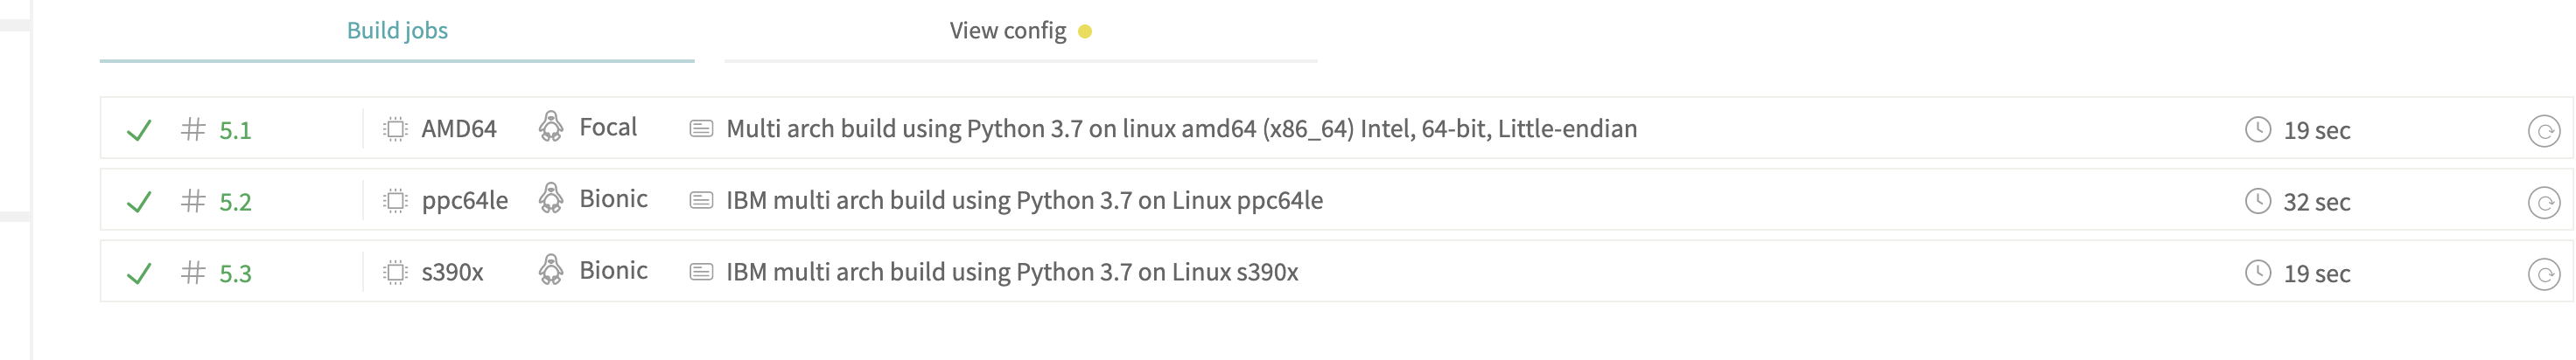 Build jobs View config
# 5.1 AMD64 Focal Multi arch build using Python 3.7 on linux amd64 (x86_64) Intel, 64-bit, Little-endian 19 sec
# 5.2 ppc64le Bionic IBM multi arch build using Python 3.7 on Linux ppc64le 32 sec
# 5.3 s390x Bionic IBM multi arch build using Python 3.7 on Linux s390x 19 sec